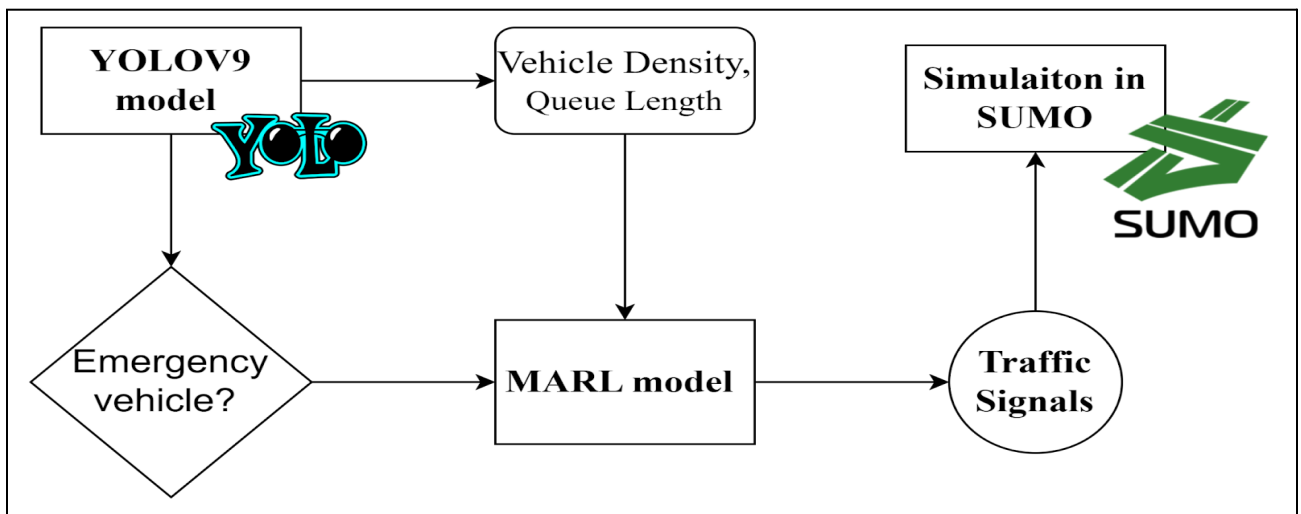 YOLOV9
model
YOLO
Vehicle Density,
Queue Length
Simulaiton in
SUMO
SUMO
Emergency
vehicle?
MARL model
Traffic
Signals